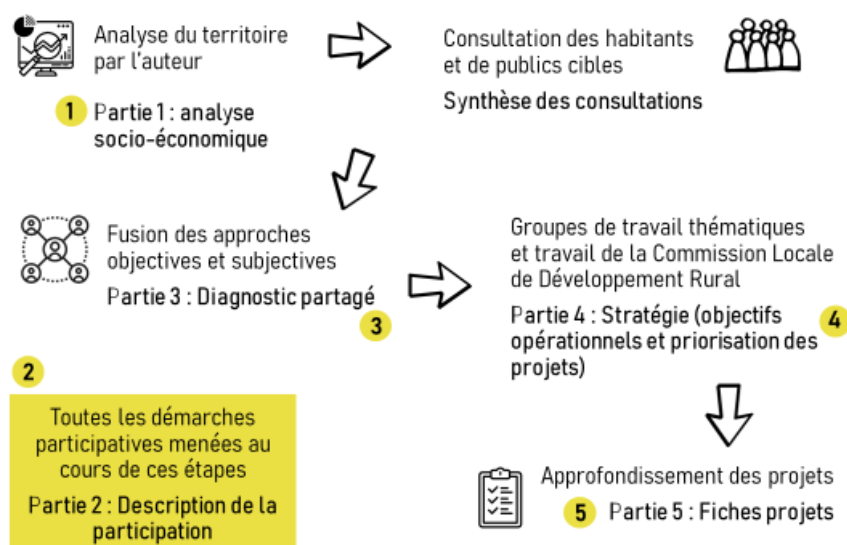 Analyse du territoire
par l'auteur
1
Partie 1 : analyse
socio-économique
Consultation des habitants
et de publics cibles
Synthèse des consultations
Fusion des approches
objectives et subjectives
Partie 3 : Diagnostic partagé
3
Groupes de travail thématiques
et travail de la Commission Locale
de Développement Rural
Partie 4 : Stratégie (objectifs
opérationnels et priorisation des
projets)
4
2
Toutes les démarches
participatives menées au
cours de ces étapes
Partie 2 : Description de la
participation
Approfondissement des projets
5 Partie 5 : Fiches projets